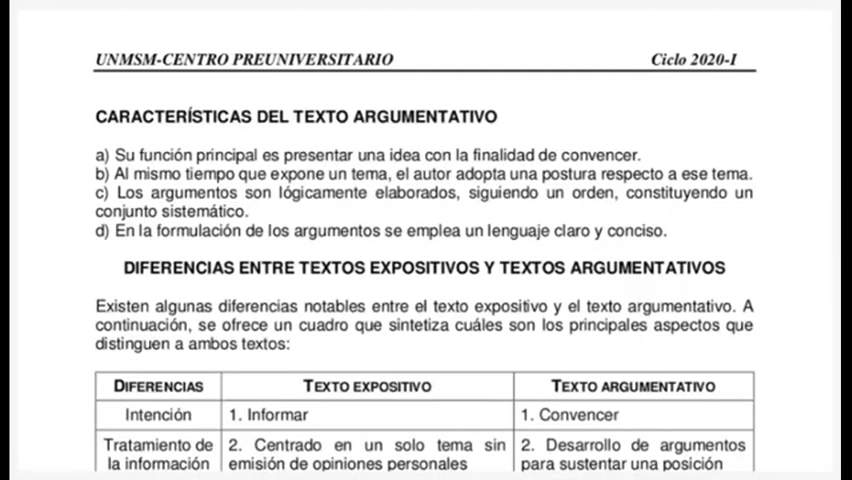 UNMSM-CENTRO PREUNIVERSITARIO Ciclo 2020-I
CARACTERÍSTICAS DEL TEXTO ARGUMENTATIVO
a) Su función principal es presentar una idea con la finalidad de convencer.
b) Al mismo tiempo que expone un tema, el autor adopta una postura respecto a ese tema.
c) Los argumentos son lógicamente elaborados, siguiendo un orden, constituyendo un
conjunto sistemático.
d) En la formulación de los argumentos se emplea un lenguaje claro y conciso.
DIFERENCIAS ENTRE TEXTOS EXPOSITIVOS Y TEXTOS ARGUMENTATIVOS
Existen algunas diferencias notables entre el texto expositivo y el texto argumentativo. A
continuación, se ofrece un cuadro que sintetiza cuáles son los principales aspectos que
distinguen a ambos textos:
DIFERENCIAS TEXTO EXPOSITIVO TEXTO ARGUMENTATIVO
Intención 1. Informar 1. Convencer
Tratamiento de 2. Centrado en un solo tema sin 2. Desarrollo de argumentos
la información emisión de opiniones personales para sustentar una posición